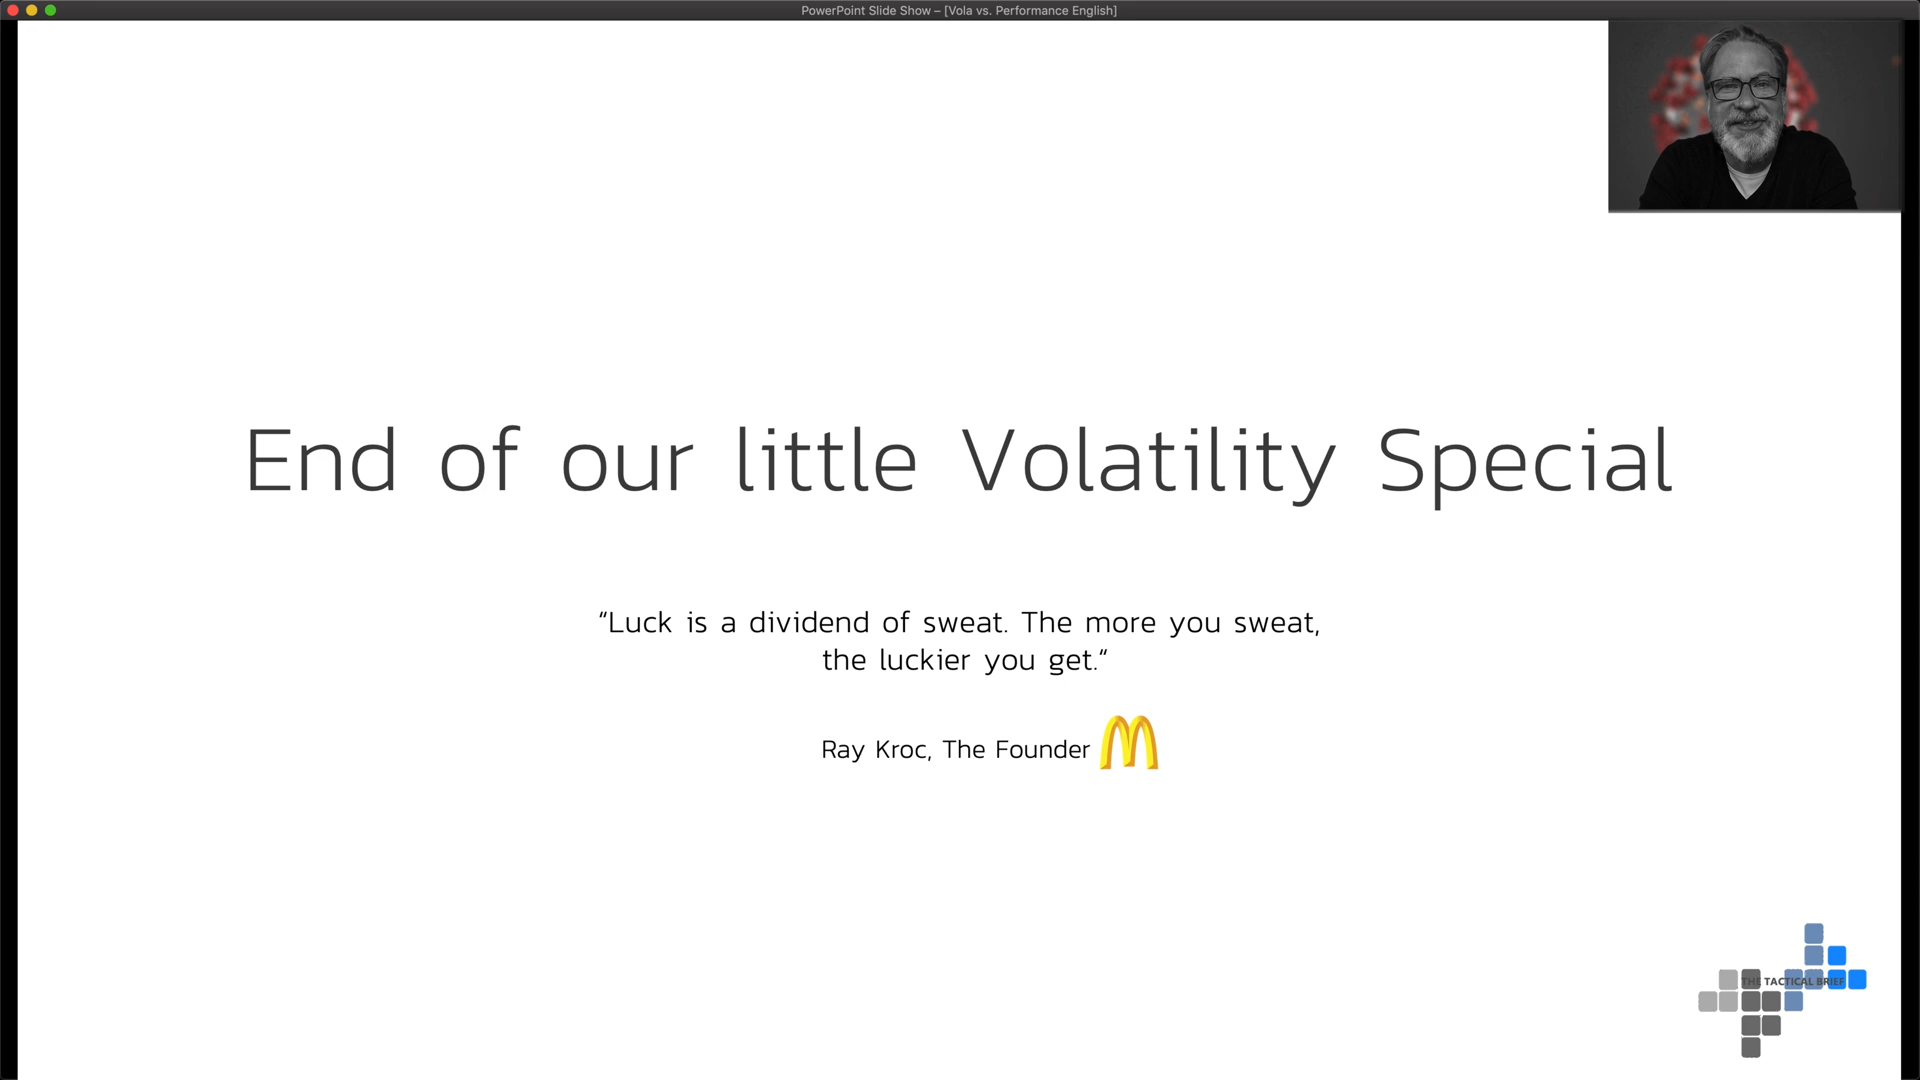 PowerPoint Slide Show – [Vola vs. Performance English]
End of our little Volatility Special
“Luck is a dividend of sweat. The more you sweat,
the luckier you get.”
Ray Kroc, The Founder
THE TACTICAL BRIEF